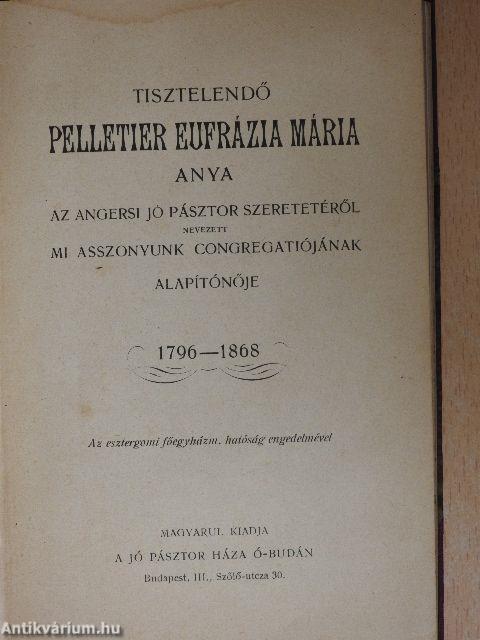 TISZTELENDŐ
PELLETIER EUFRÁZIA MÁRIA
ANYA
AZ ANGERSI JÓ PÁSZTOR SZERETETÉRŐL
NEVEZETT
MI ASSZONYUNK CONGREGATIÓJÁNAK
ALAPÍTÓNŐJE
1796—1868
Az esztergomi főegyházm. hatóság engedelmével
MAGYARUL KIADJA
A JÓ PÁSZTOR HÁZA Ó-BUDÁN
Budapest, III., Szőlő-utcza 30.
Antikvárium.hu